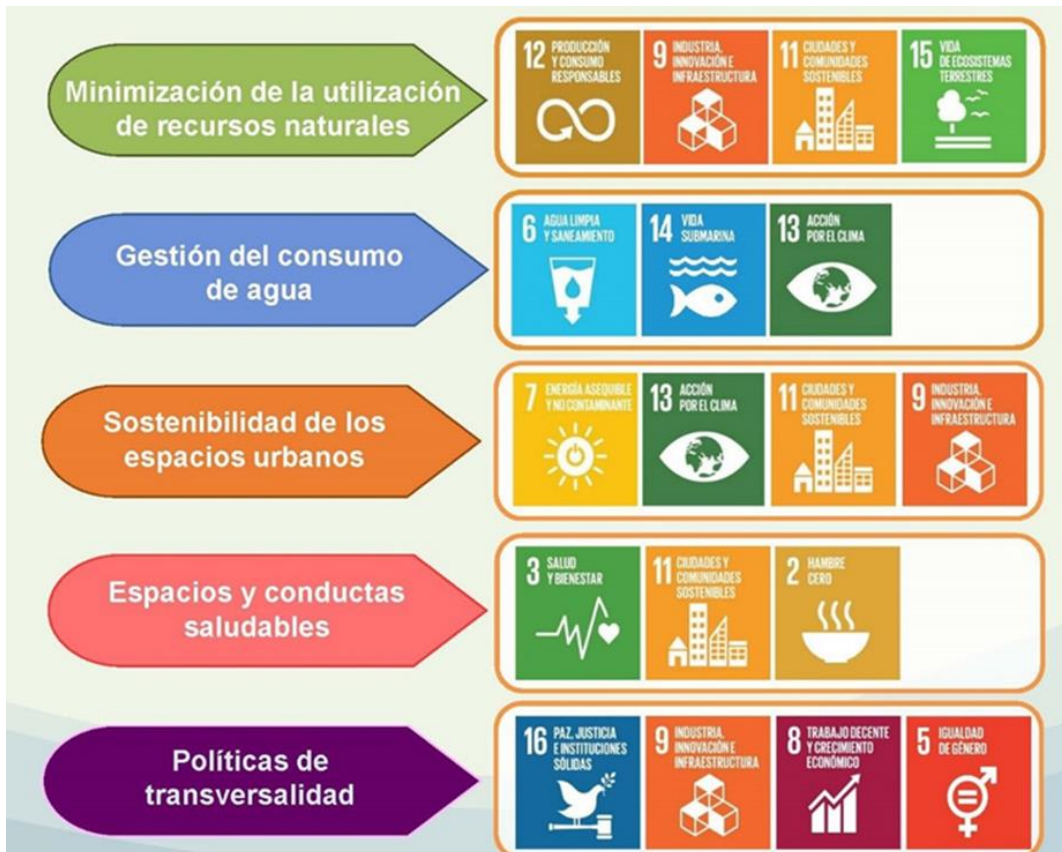 Minimización de la utilización
de recursos naturales
12 PRODUCCIÓN
Y CONSUMO
RESPONSABLES
9 INDUSTRIA,
INNOVACIÓN E
INFRAESTRUCTURA
11 CIUDADES Y
COMUNIDADES
SOSTENIBLES
15 VIDA
DE ECOSISTEMAS
TERRESTRES
Gestión del consumo
de agua
6 AGUA LIMPIA
Y SANEAMIENTO
14 VIDA
SUBMARINA
13 ACCIÓN
POR EL CLIMA
Sostenibilidad de los
espacios urbanos
7 ENERGÍA ASEQUIBLE
Y NO CONTAMINANTE
13 ACCIÓN
POR EL CLIMA
11 CIUDADES Y
COMUNIDADES
SOSTENIBLES
9 INDUSTRIA,
INNOVACIÓN E
INFRAESTRUCTURA
Espacios y conductas
saludables
3 SALUD
Y BIENESTAR
11 CIUDADES Y
COMUNIDADES
SOSTENIBLES
2 HAMBRE
CERO
Políticas de
transversalidad
16 PAZ, JUSTICIA
E INSTITUCIONES
SÓLIDAS
9 INDUSTRIA,
INNOVACIÓN E
INFRAESTRUCTURA
8 TRABAJO DECENTE
Y CRECIMIENTO
ECONÓMICO
5 IGUALDAD
DE GÉNERO